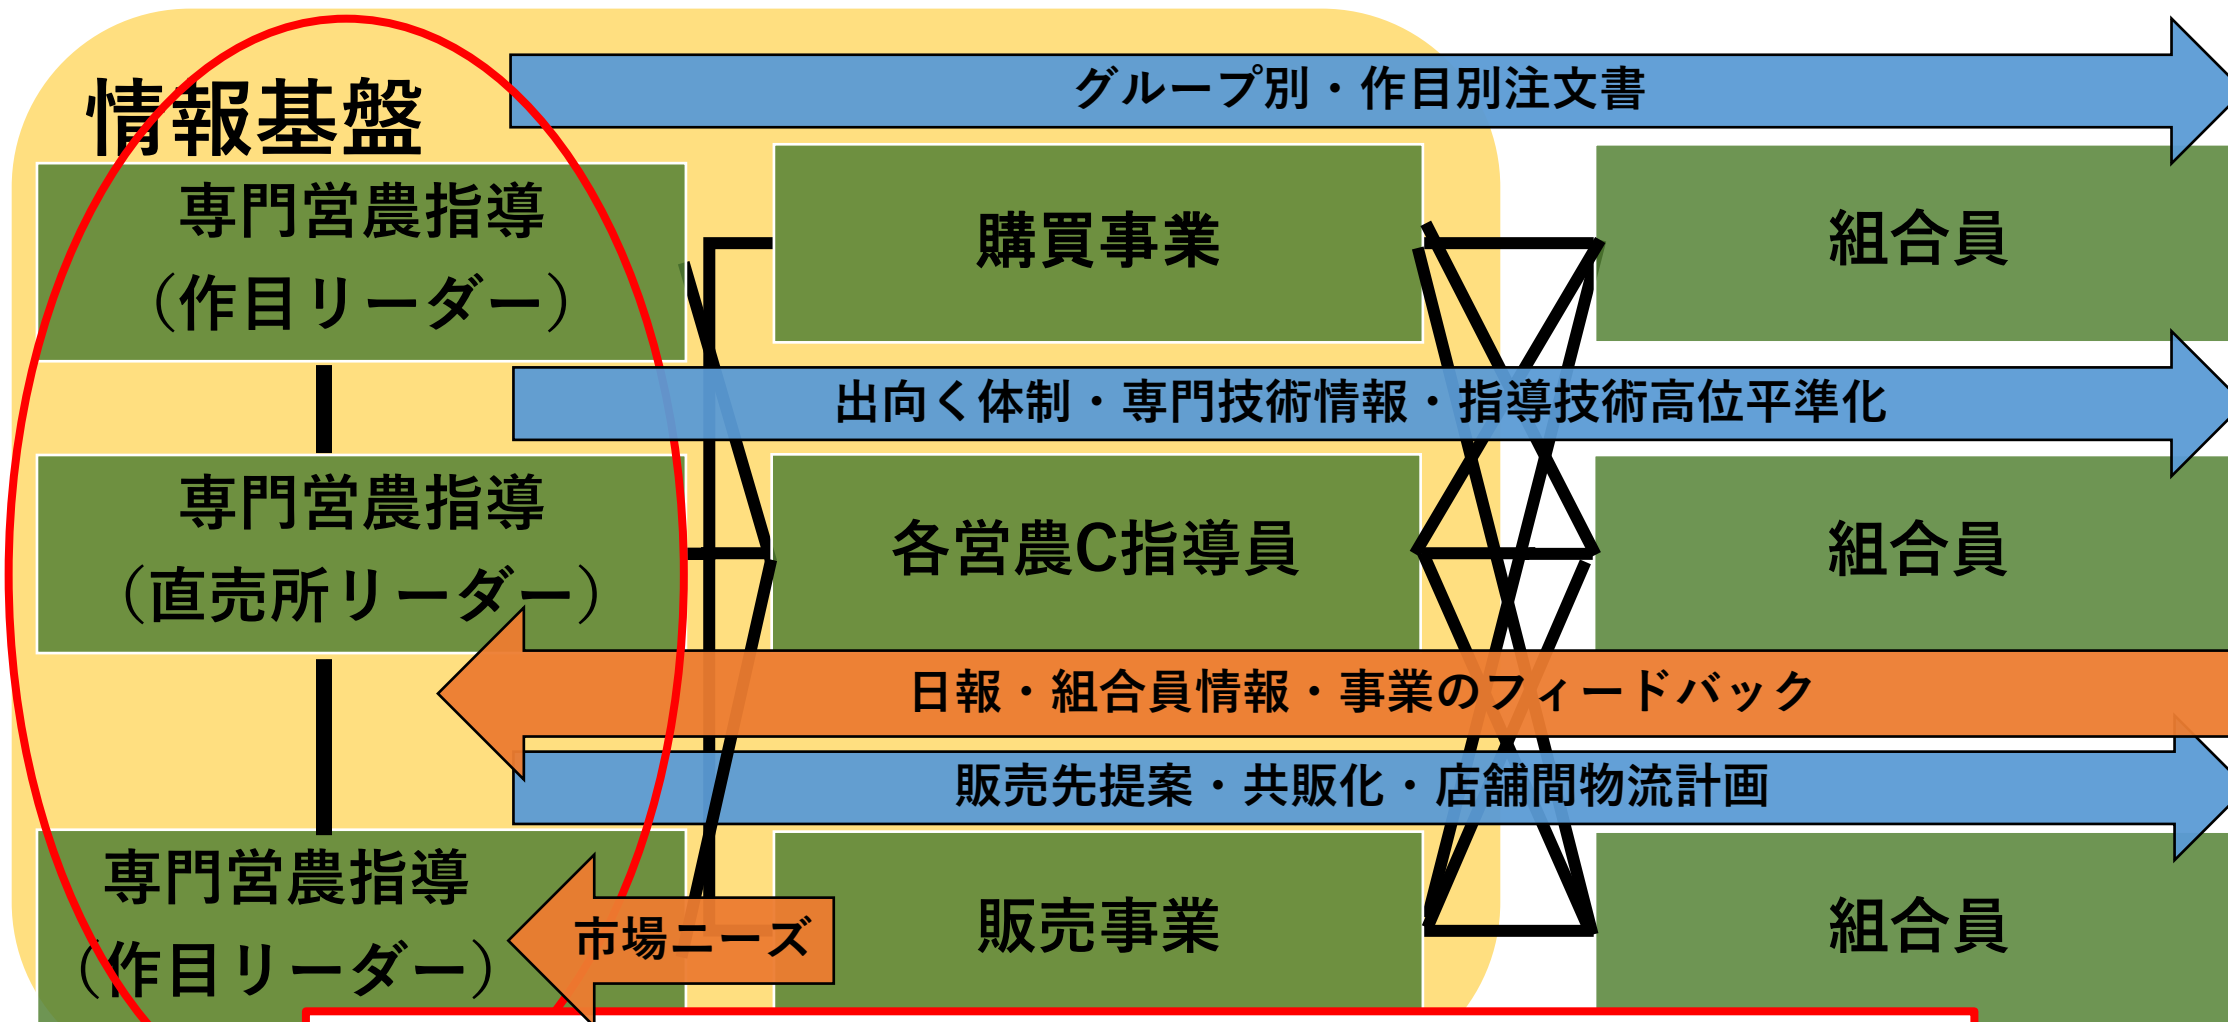 グループ別・作目別注文書
情報基盤
専門営農指導
（作目リーダー）
購買事業
組合員
出向く体制・専門技術情報・指導技術高位平準化
専門営農指導
（直売所リーダー）
各営農C指導員
組合員
日報・組合員情報・事業のフィードバック
販売先提案・共販化・店舗間物流計画
専門営農指導
（作目リーダー）
市場ニーズ
販売事業
組合員